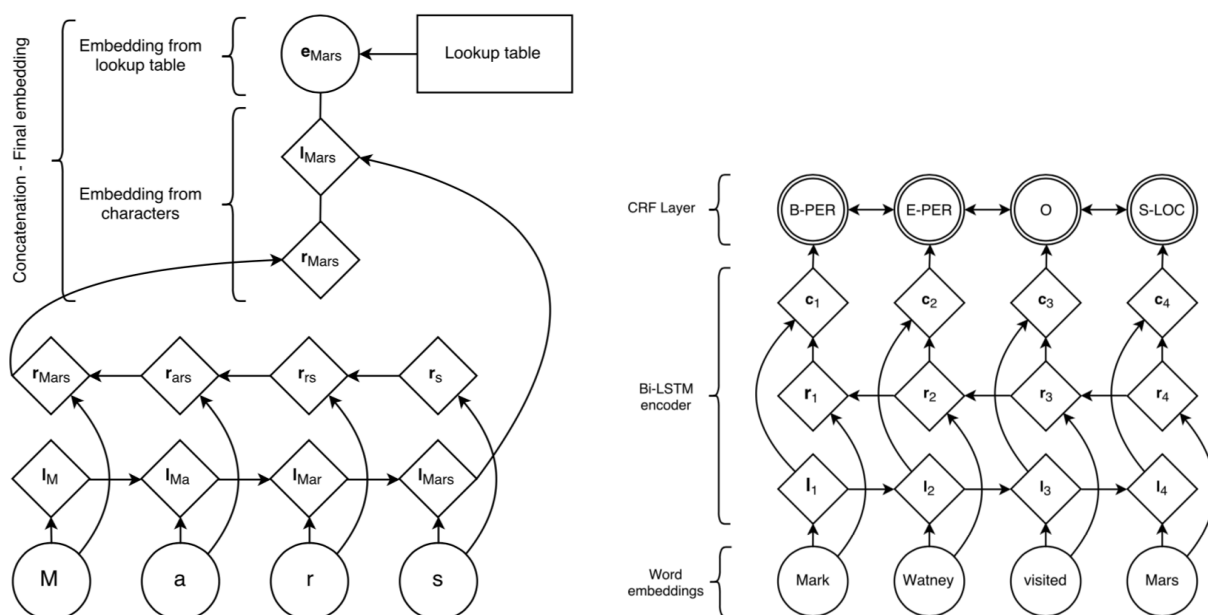 Concatenation - Final embedding
Embedding from
lookup table
e_Mars
Lookup table
Embedding from
characters
l_Mars
r_Mars
r_Mars
r_ars
r_rs
r_s
l_M
l_Ma
l_Mar
l_Mars
M
a
r
s
CRF Layer
B-PER
E-PER
O
S-LOC
Bi-LSTM
encoder
c_1
c_2
c_3
c_4
r_1
r_2
r_3
r_4
l_1
l_2
l_3
l_4
Word
embeddings
Mark
Watney
visited
Mars